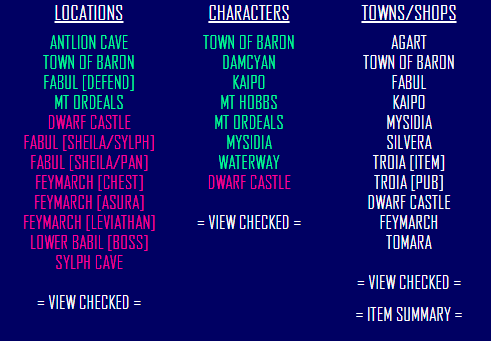 LOCATIONS
ANTLION CAVE
TOWN OF BARON
FABUL [DEFEND]
MT ORDEALS
DWARF CASTLE
FABUL [SHEILA/SYLPH]
FABUL [SHEILA/PAN]
FEYMARCH [CHEST]
FEYMARCH [ASURA]
FEYMARCH [LEVIATHAN]
LOWER BABIL [BOSS]
SYLPH CAVE
= VIEW CHECKED =
CHARACTERS
TOWN OF BARON
DAMCYAN
KAIPO
MT HOBBS
MT ORDEALS
MYSIDIA
WATERWAY
DWARF CASTLE
= VIEW CHECKED =
TOWNS/SHOPS
AGART
TOWN OF BARON
FABUL
KAIPO
MYSIDIA
SILVERA
TROIA [ITEM]
TROIA [PUB]
DWARF CASTLE
FEYMARCH
TOMARA
= VIEW CHECKED =
= ITEM SUMMARY =